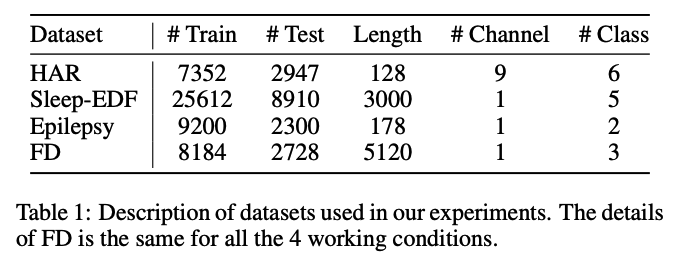 Dataset # Train # Test Length # Channel # Class
HAR 7352 2947 128 9 6
Sleep-EDF 25612 8910 3000 1 5
Epilepsy 9200 2300 178 1 2
FD 8184 2728 5120 1 3
Table 1: Description of datasets used in our experiments. The details
of FD is the same for all the 4 working conditions.